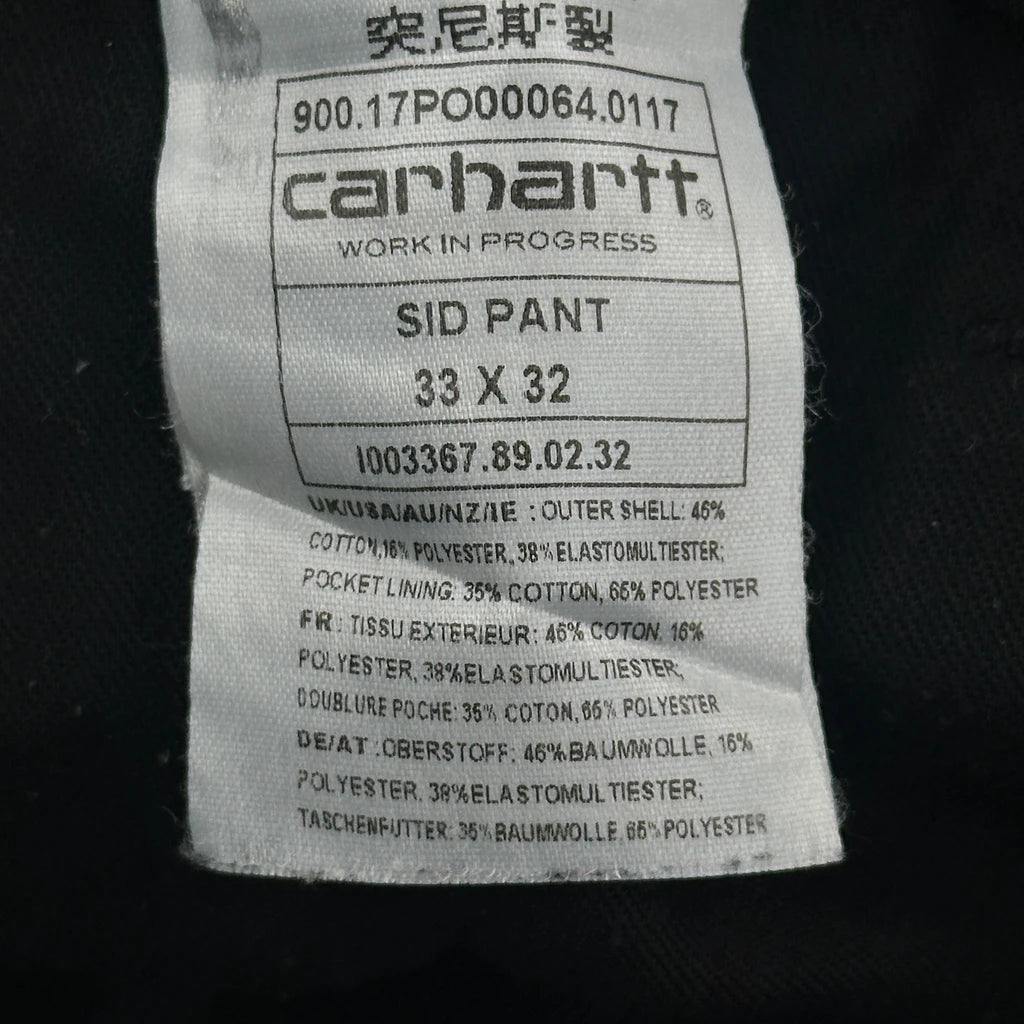 突尼斯製
900.17PO00064.0117
carhartt®
WORK IN PROGRESS
SID PANT
33 X 32
I003367.89.02.32
UK/USA/AU/NZ/IE : OUTER SHELL: 46%
COTTON,16% POLYESTER, 38% ELASTOMULTIESTER;
POCKET LINING: 35% COTTON, 65% POLYESTER
FR : TISSU EXTERIEUR: 46% COTON, 16%
POLYESTER, 38%ELASTOMULTIESTER;
DOUBLURE POCHE: 35% COTON, 65% POLYESTER
DE/AT :OBERSTOFF: 46%BAUMWOLLE, 16%
POLYESTER, 38%ELASTOMULTIESTER;
TASCHENFUTTER: 35%BAUMWOLLE, 65%POLYESTER